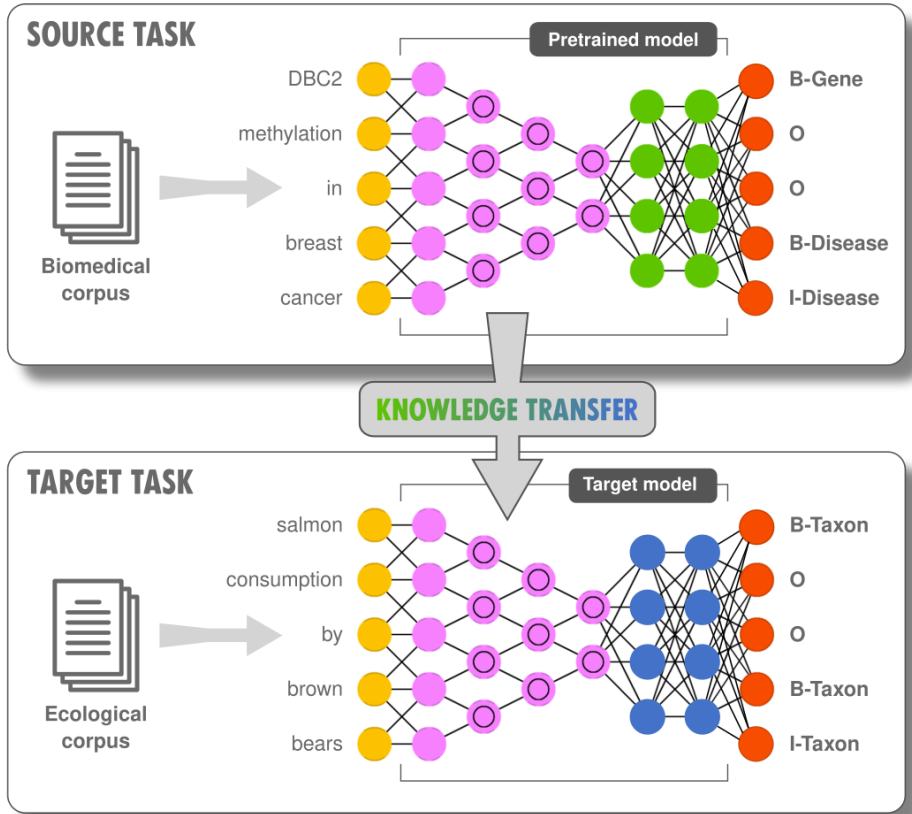 SOURCE TASK
Pretrained model
DBC2
methylation
in
breast
cancer
Biomedical
corpus
B-Gene
O
O
B-Disease
I-Disease
KNOWLEDGE TRANSFER
TARGET TASK
Target model
salmon
consumption
by
brown
bears
Ecological
corpus
B-Taxon
O
O
B-Taxon
I-Taxon